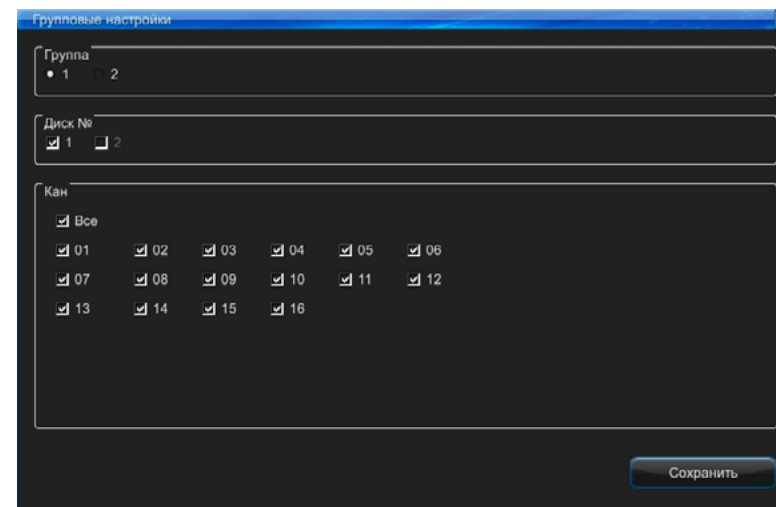 Групповые настройки
Группа
1 2
Диск №
1 2
Кан
Все
01 02 03 04 05 06
07 08 09 10 11 12
13 14 15 16
Сохранить